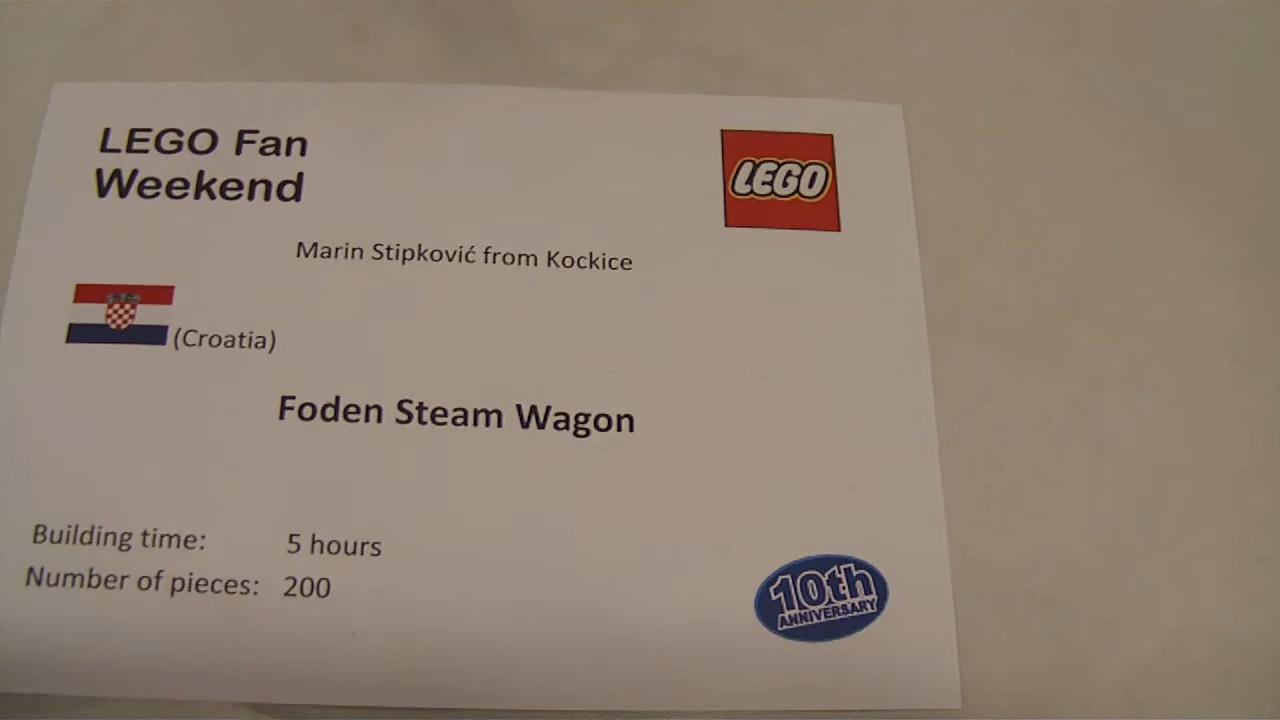 LEGO Fan
Weekend
LEGO
Marin Stipković from Kockice
(Croatia)
Foden Steam Wagon
Building time: 5 hours
Number of pieces: 200
10th
ANNIVERSARY